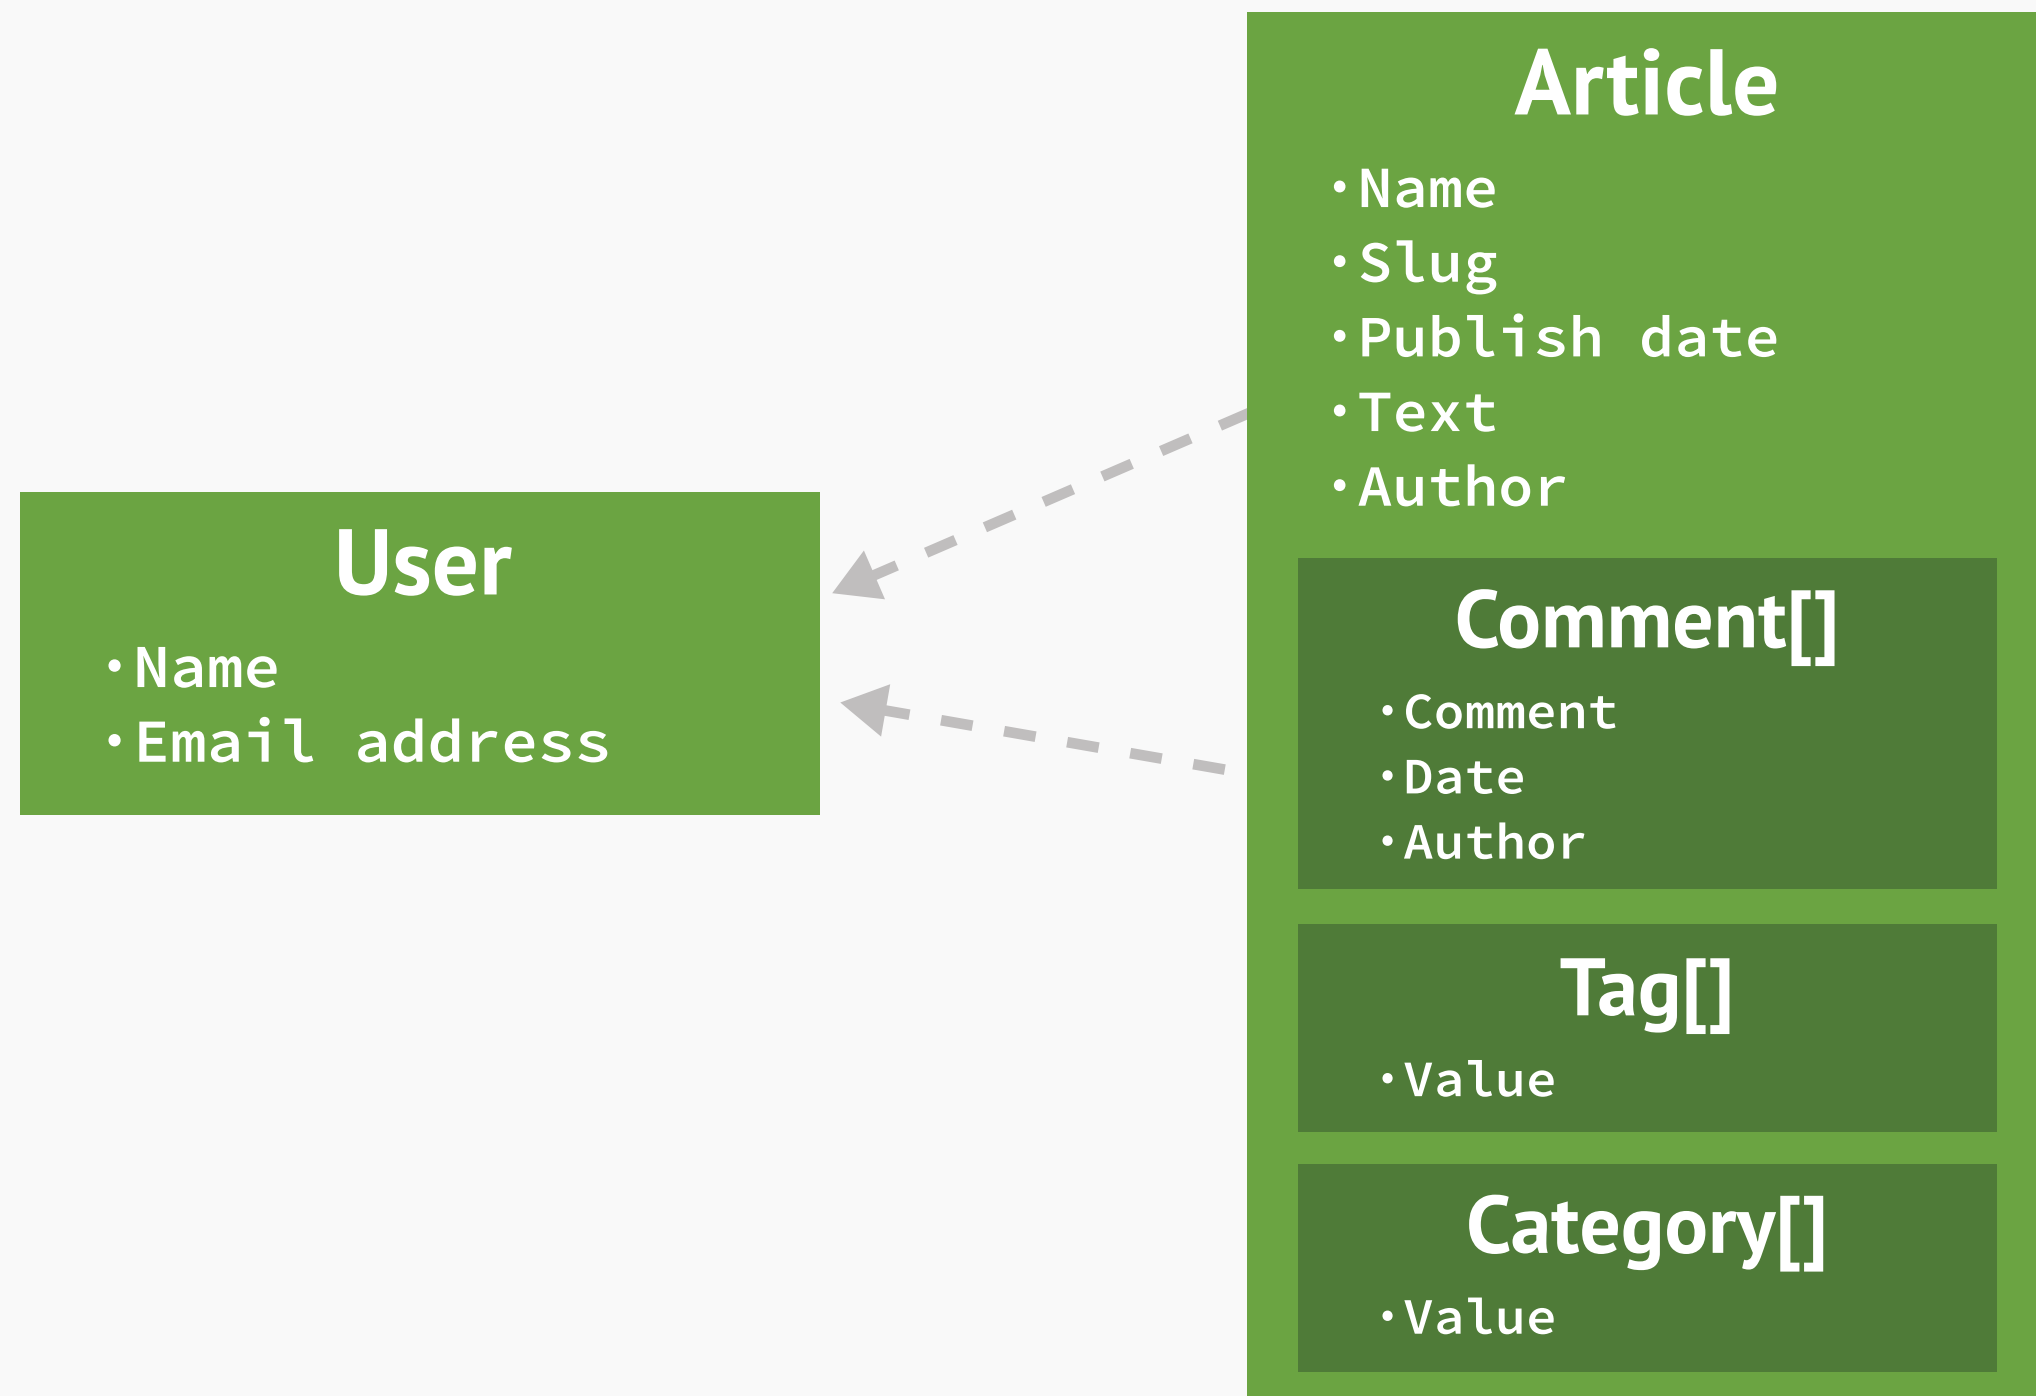 User
• Name
• Email address
Article
• Name
• Slug
• Publish date
• Text
• Author
Comment[]
• Comment
• Date
• Author
Tag[]
• Value
Category[]
• Value